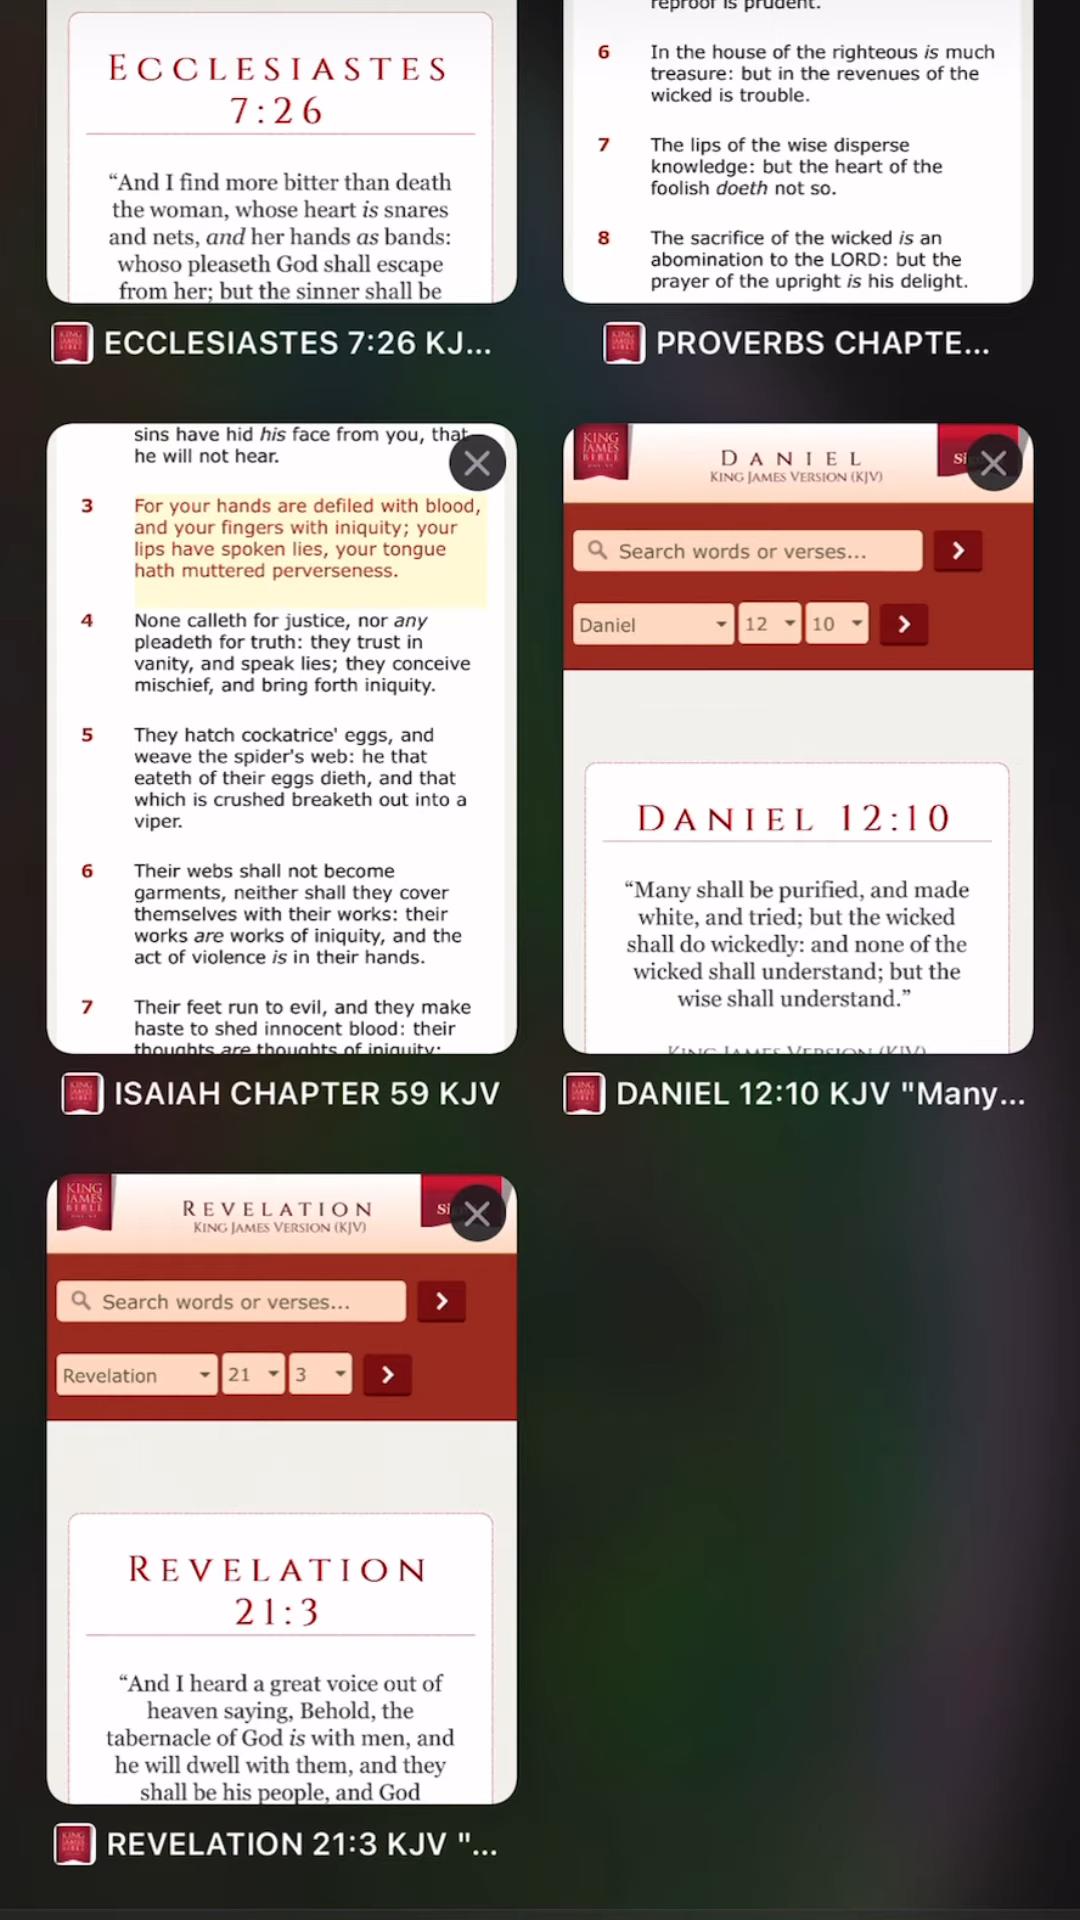 ECCLESIASTES
7:26
“And I find more bitter than death
the woman, whose heart is snares
and nets, and her hands as bands:
whoso pleaseth God shall escape
from her; but the sinner shall be
ECCLESIASTES 7:26 KJ...
reproof is prudent.
6 In the house of the righteous is much
treasure: but in the revenues of the
wicked is trouble.
7 The lips of the wise disperse
knowledge: but the heart of the
foolish doeth not so.
8 The sacrifice of the wicked is an
abomination to the LORD: but the
prayer of the upright is his delight.
PROVERBS CHAPTE...
sins have hid his face from you, that
he will not hear.
3 For your hands are defiled with blood,
and your fingers with iniquity; your
lips have spoken lies, your tongue
hath muttered perverseness.
4 None calleth for justice, nor any
pleadeth for truth: they trust in
vanity, and speak lies; they conceive
mischief, and bring forth iniquity.
5 They hatch cockatrice' eggs, and
weave the spider's web: he that
eateth of their eggs dieth, and that
which is crushed breaketh out into a
viper.
6 Their webs shall not become
garments, neither shall they cover
themselves with their works: their
works are works of iniquity, and the
act of violence is in their hands.
7 Their feet run to evil, and they make
haste to shed innocent blood: their
thoughts are thoughts of iniquity;
ISAIAH CHAPTER 59 KJV
KING
JAMES
BIBLE
DANIEL
KING JAMES VERSION (KJV)
Si
Search words or verses...
Daniel 12 10
DANIEL 12:10
“Many shall be purified, and made
white, and tried; but the wicked
shall do wickedly: and none of the
wicked shall understand; but the
wise shall understand.”
KING JAMES VERSION (KJV)
DANIEL 12:10 KJV "Many...
KING
JAMES
BIBLE
REVELATION
KING JAMES VERSION (KJV)
Si
Search words or verses...
Revelation 21 3
REVELATION
21:3
“And I heard a great voice out of
heaven saying, Behold, the
tabernacle of God is with men, and
he will dwell with them, and they
shall be his people, and God
REVELATION 21:3 KJV "...